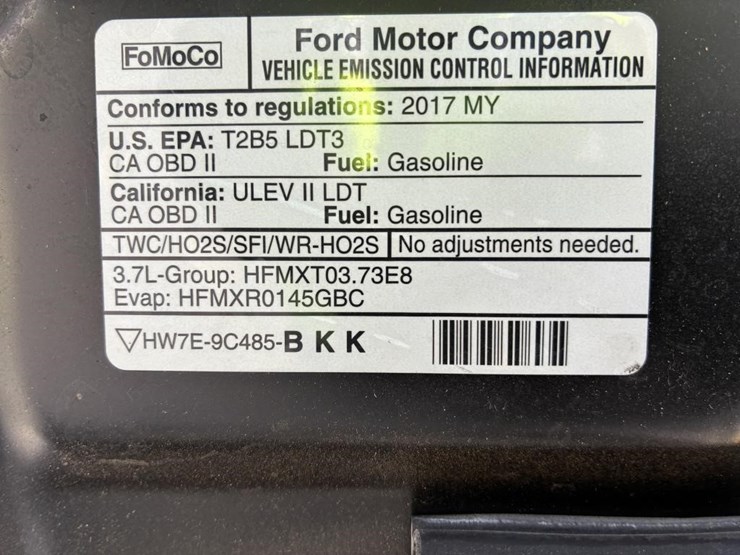 FoMoCo
Ford Motor Company
VEHICLE EMISSION CONTROL INFORMATION
Conforms to regulations: 2017 MY
U.S. EPA: T2B5 LDT3
CA OBD II Fuel: Gasoline
California: ULEV II LDT
CA OBD II Fuel: Gasoline
TWC/HO2S/SFI/WR-HO2S No adjustments needed.
3.7L-Group: HFMXT03.73E8
Evap: HFMXR0145GBC
HW7E-9C485-B K K